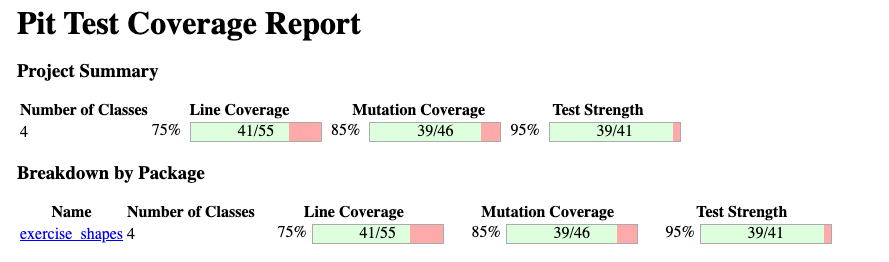 Pit Test Coverage Report
Project Summary
Number of Classes Line Coverage Mutation Coverage Test Strength
4 75% 41/55 85% 39/46 95% 39/41
Breakdown by Package
Name Number of Classes Line Coverage Mutation Coverage Test Strength
exercise_shapes 4 75% 41/55 85% 39/46 95% 39/41